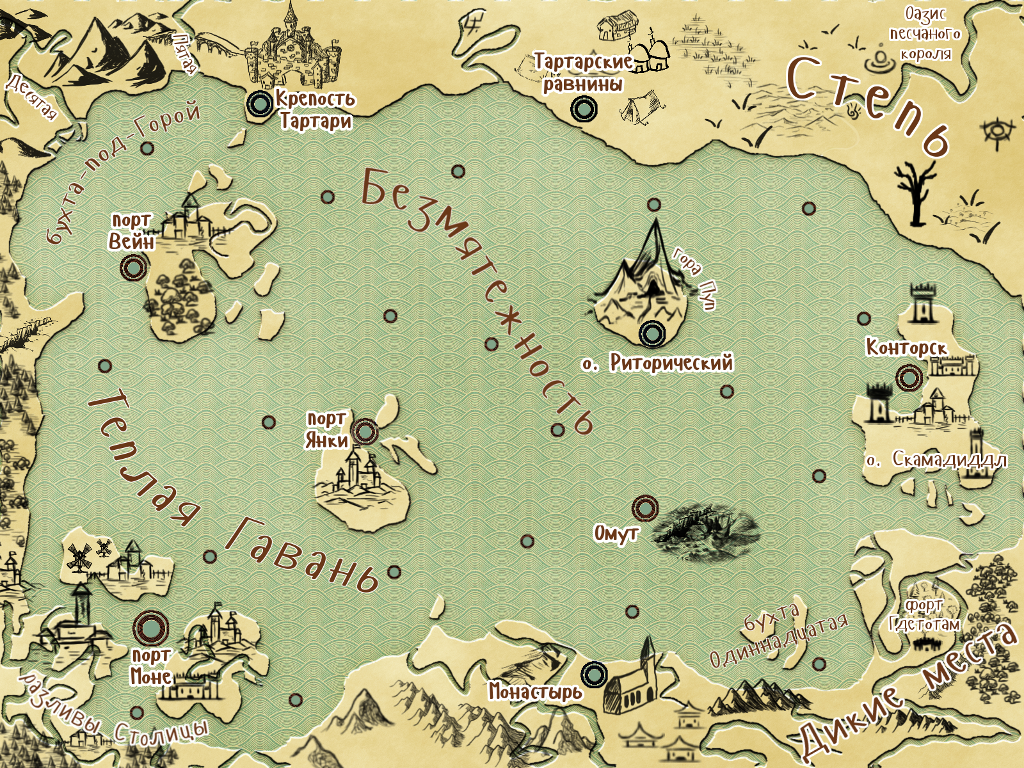 Оазис
песчаного
короля
Пятая
Десятая
Крепость
Тартари
Тартарские
равнины
Степь
бухта-под-Горой
порт
Вейн
Безмятежность
гора Пуп
о. Риторический
Конторск
о. Скамадиддл
порт
Янки
Теплая Гавань
Омут
порт
Моне
разливы Столицы
Монастырь
бухта
Одиннадцатая
форт
Гдетотам
Дикие места